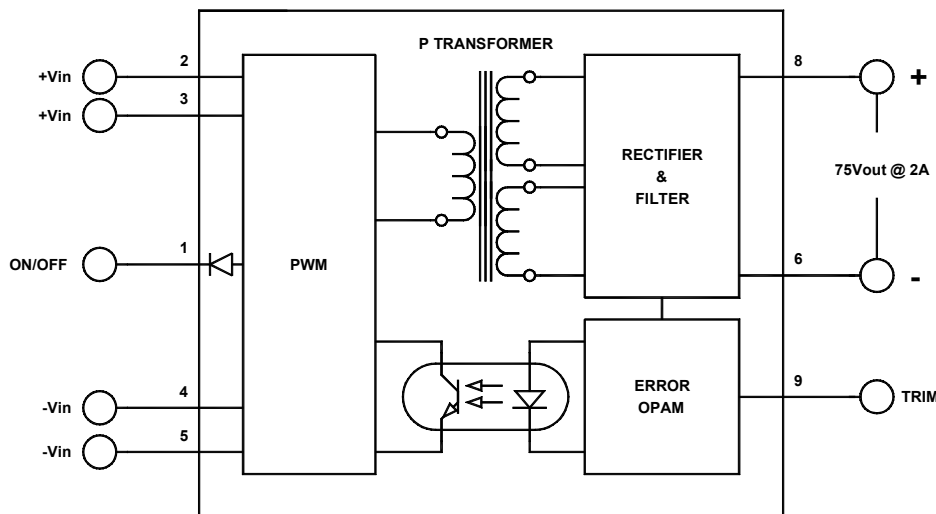 P TRANSFORMER
2
+Vin
3
+Vin
8
+
RECTIFIER
&
FILTER
75Vout @ 2A
1
ON/OFF
PWM
6
-
4
-Vin
5
-Vin
ERROR
OPAM
9
TRIM